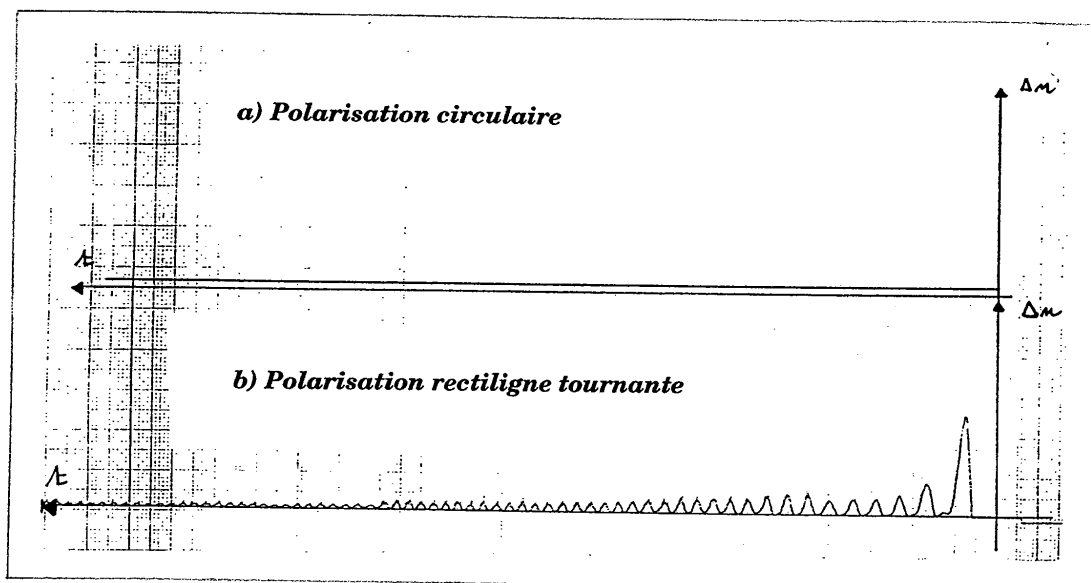 a) Polarisation circulaire
Δn
t
Δn
b) Polarisation rectiligne tournante
t